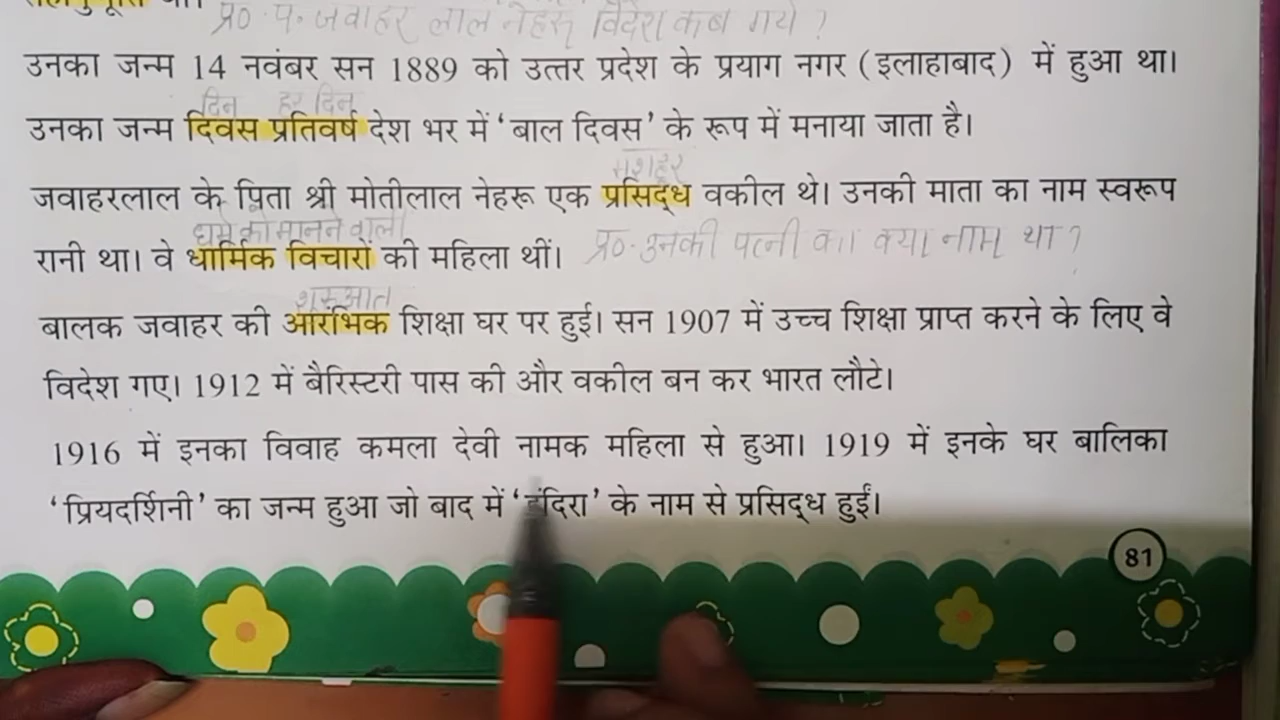 प्र० प. जवाहर लाल नेहरू विदेश कब गये ?
उनका जन्म 14 नवंबर सन 1889 को उत्तर प्रदेश के प्रयाग नगर (इलाहाबाद) में हुआ था।
दिन हर दिन
उनका जन्म दिवस प्रतिवर्ष देश भर में ‘बाल दिवस’ के रूप में मनाया जाता है।
मशहूर
जवाहरलाल के पिता श्री मोतीलाल नेहरू एक प्रसिद्ध वकील थे। उनकी माता का नाम स्वरूप
धर्म को मानने वाली प्र०-उनकी पत्नी का क्या नाम था ?
रानी था। वे धार्मिक विचारों की महिला थीं।
शुरूआत
बालक जवाहर की आरंभिक शिक्षा घर पर हुई। सन 1907 में उच्च शिक्षा प्राप्त करने के लिए वे
विदेश गए। 1912 में बैरिस्टरी पास की और वकील बन कर भारत लौटे।
1916 में इनका विवाह कमला देवी नामक महिला से हुआ। 1919 में इनके घर बालिका
‘प्रियदर्शिनी’ का जन्म हुआ जो बाद में ‘इंदिरा’ के नाम से प्रसिद्ध हुईं।
81